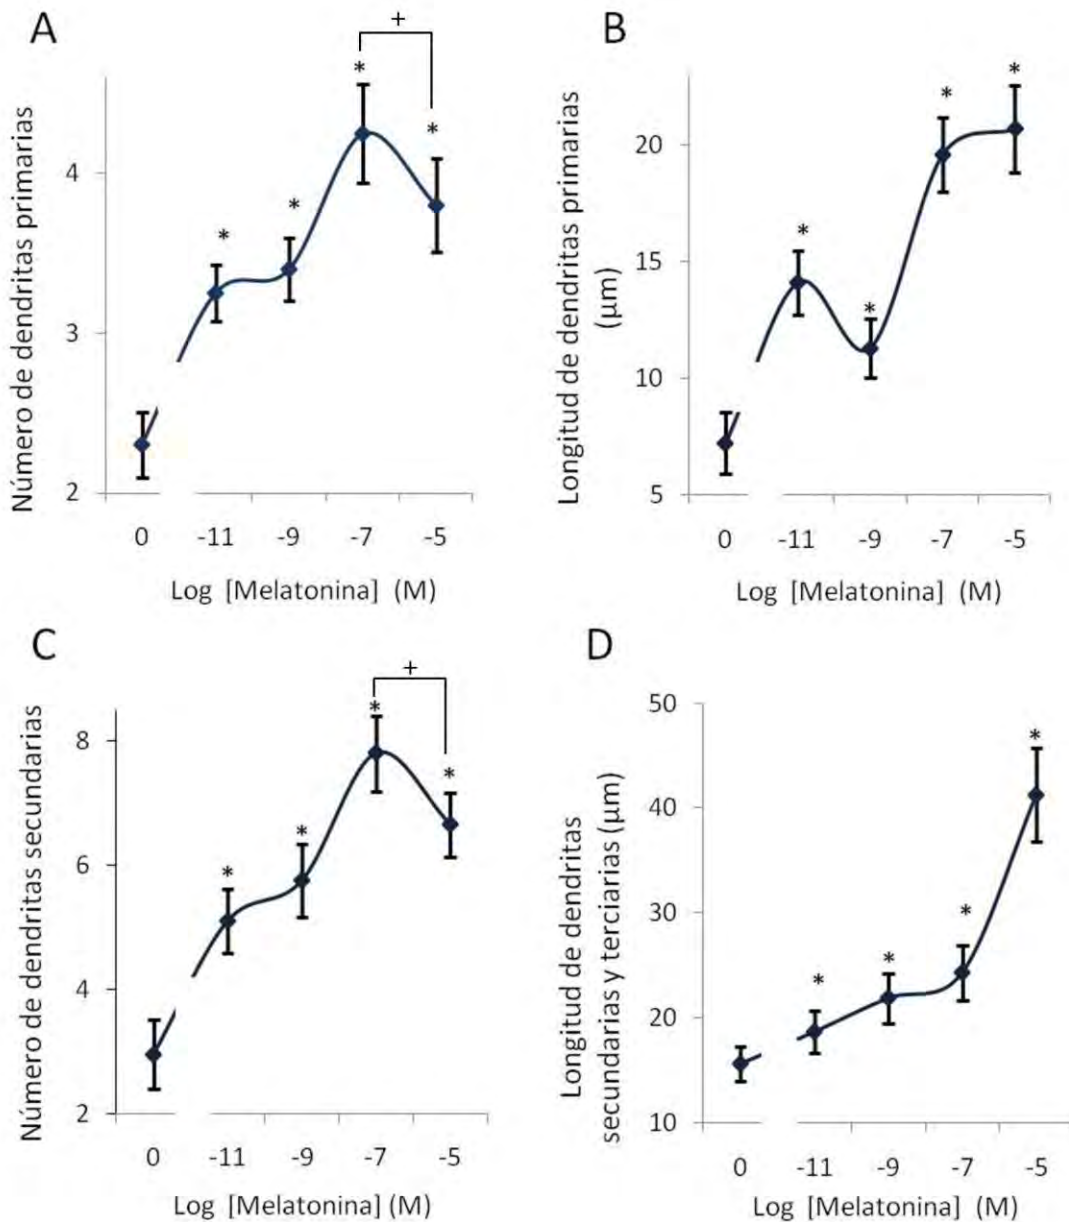 A
Número de dendritas primarias
4
3
2
+
*
*
*
*
0 -11 -9 -7 -5
Log [Melatonina] (M)
B
Longitud de dendritas primarias
(µm)
20
15
10
5
*
*
*
*
0 -11 -9 -7 -5
Log [Melatonina] (M)
C
Número de dendritas secundarias
8
6
4
2
+
*
*
*
*
0 -11 -9 -7 -5
Log [Melatonina] (M)
D
Longitud de dendritas
secundarias y terciarias (µm)
50
40
30
20
10
*
*
*
*
0 -11 -9 -7 -5
Log [Melatonina] (M)